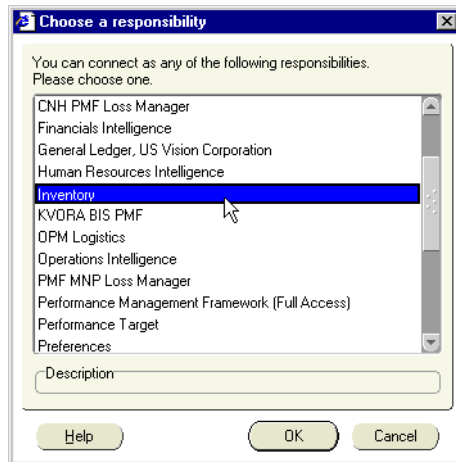 Choose a responsibility
You can connect as any of the following responsibilities.
Please choose one.
CNH PMF Loss Manager
Financials Intelligence
General Ledger, US Vision Corporation
Human Resources Intelligence
Inventory
KVORA BIS PMF
OPM Logistics
Operations Intelligence
PMF MNP Loss Manager
Performance Management Framework (Full Access)
Performance Target
Preferences
Description
Help OK Cancel